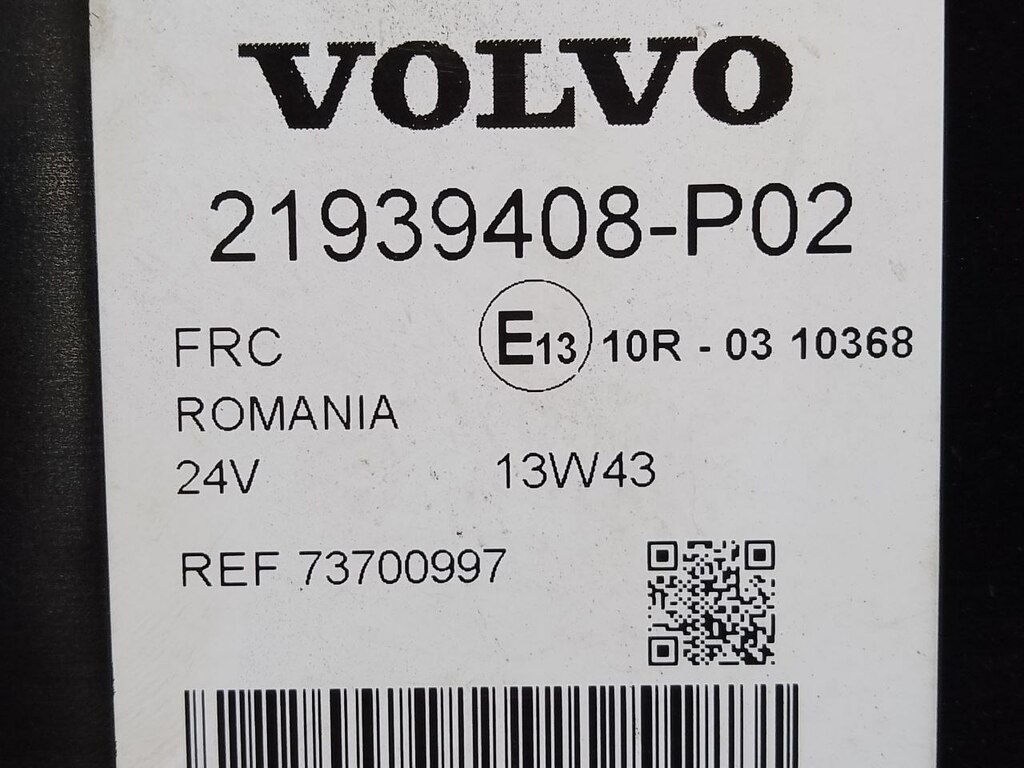 VOLVO
21939408-P02
FRC E13 10R - 03 10368
ROMANIA
24V 13W43
REF 73700997